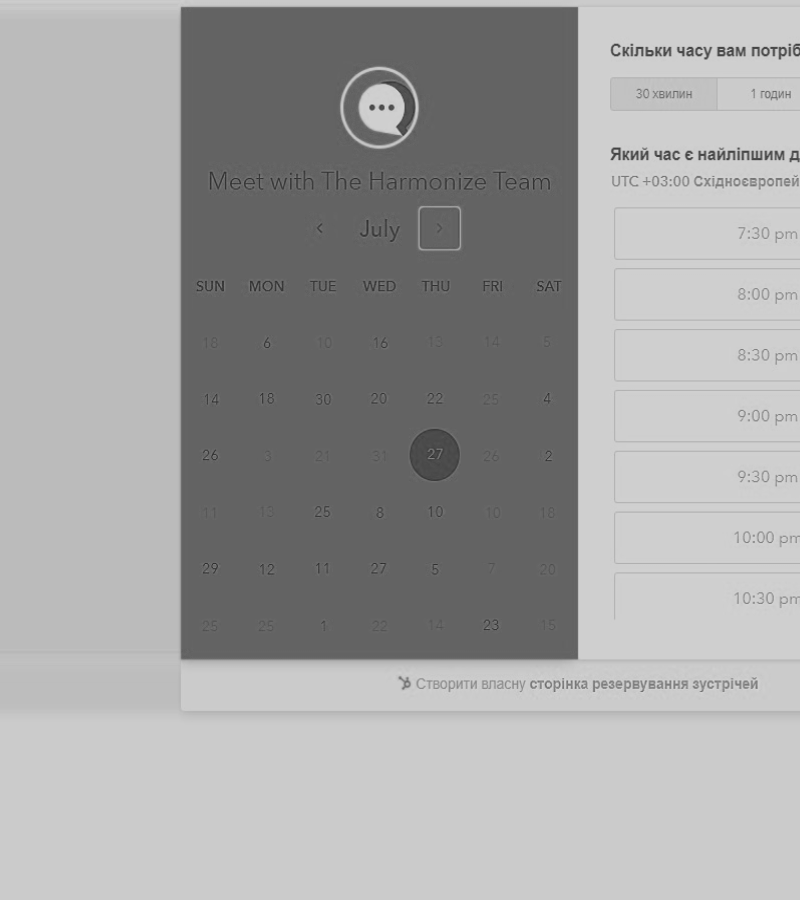 Meet with The Harmonize Team
July
SUN MON TUE WED THU FRI SAT
18 6 10 16 13 14 5
14 18 30 20 22 25 4
26 3 21 31 27 26 2
11 13 25 8 10 10 18
29 12 11 27 5 7 20
25 25 1 22 14 23 15
Скільки часу вам потріб
30 хвилин 1 годин
Який час є найліпшим д
UTC +03:00 Східноєвропей
7:30 pm
8:00 pm
8:30 pm
9:00 pm
9:30 pm
10:00 pm
10:30 pm
Створити власну сторінка резервування зустрічей